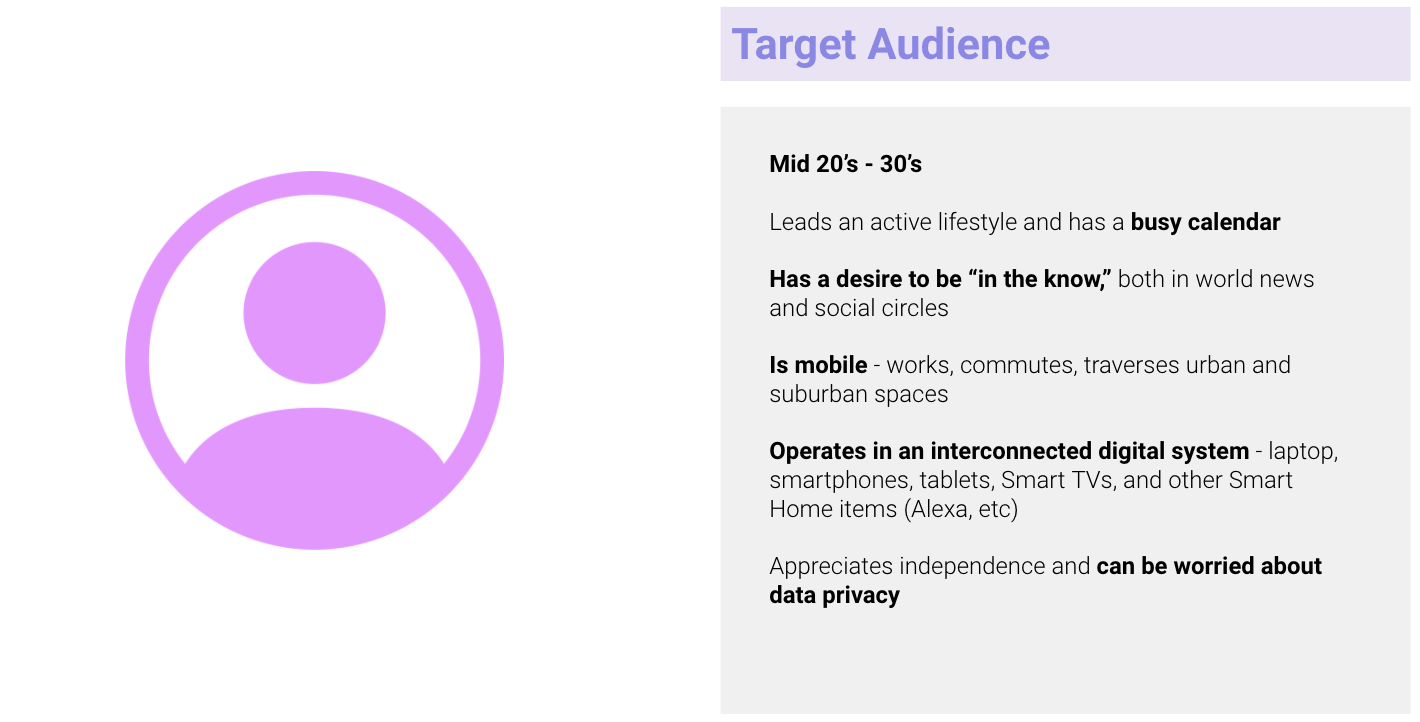 Target Audience
Mid 20’s - 30’s
Leads an active lifestyle and has a busy calendar
Has a desire to be “in the know,” both in world news
and social circles
Is mobile - works, commutes, traverses urban and
suburban spaces
Operates in an interconnected digital system - laptop,
smartphones, tablets, Smart TVs, and other Smart
Home items (Alexa, etc)
Appreciates independence and can be worried about
data privacy